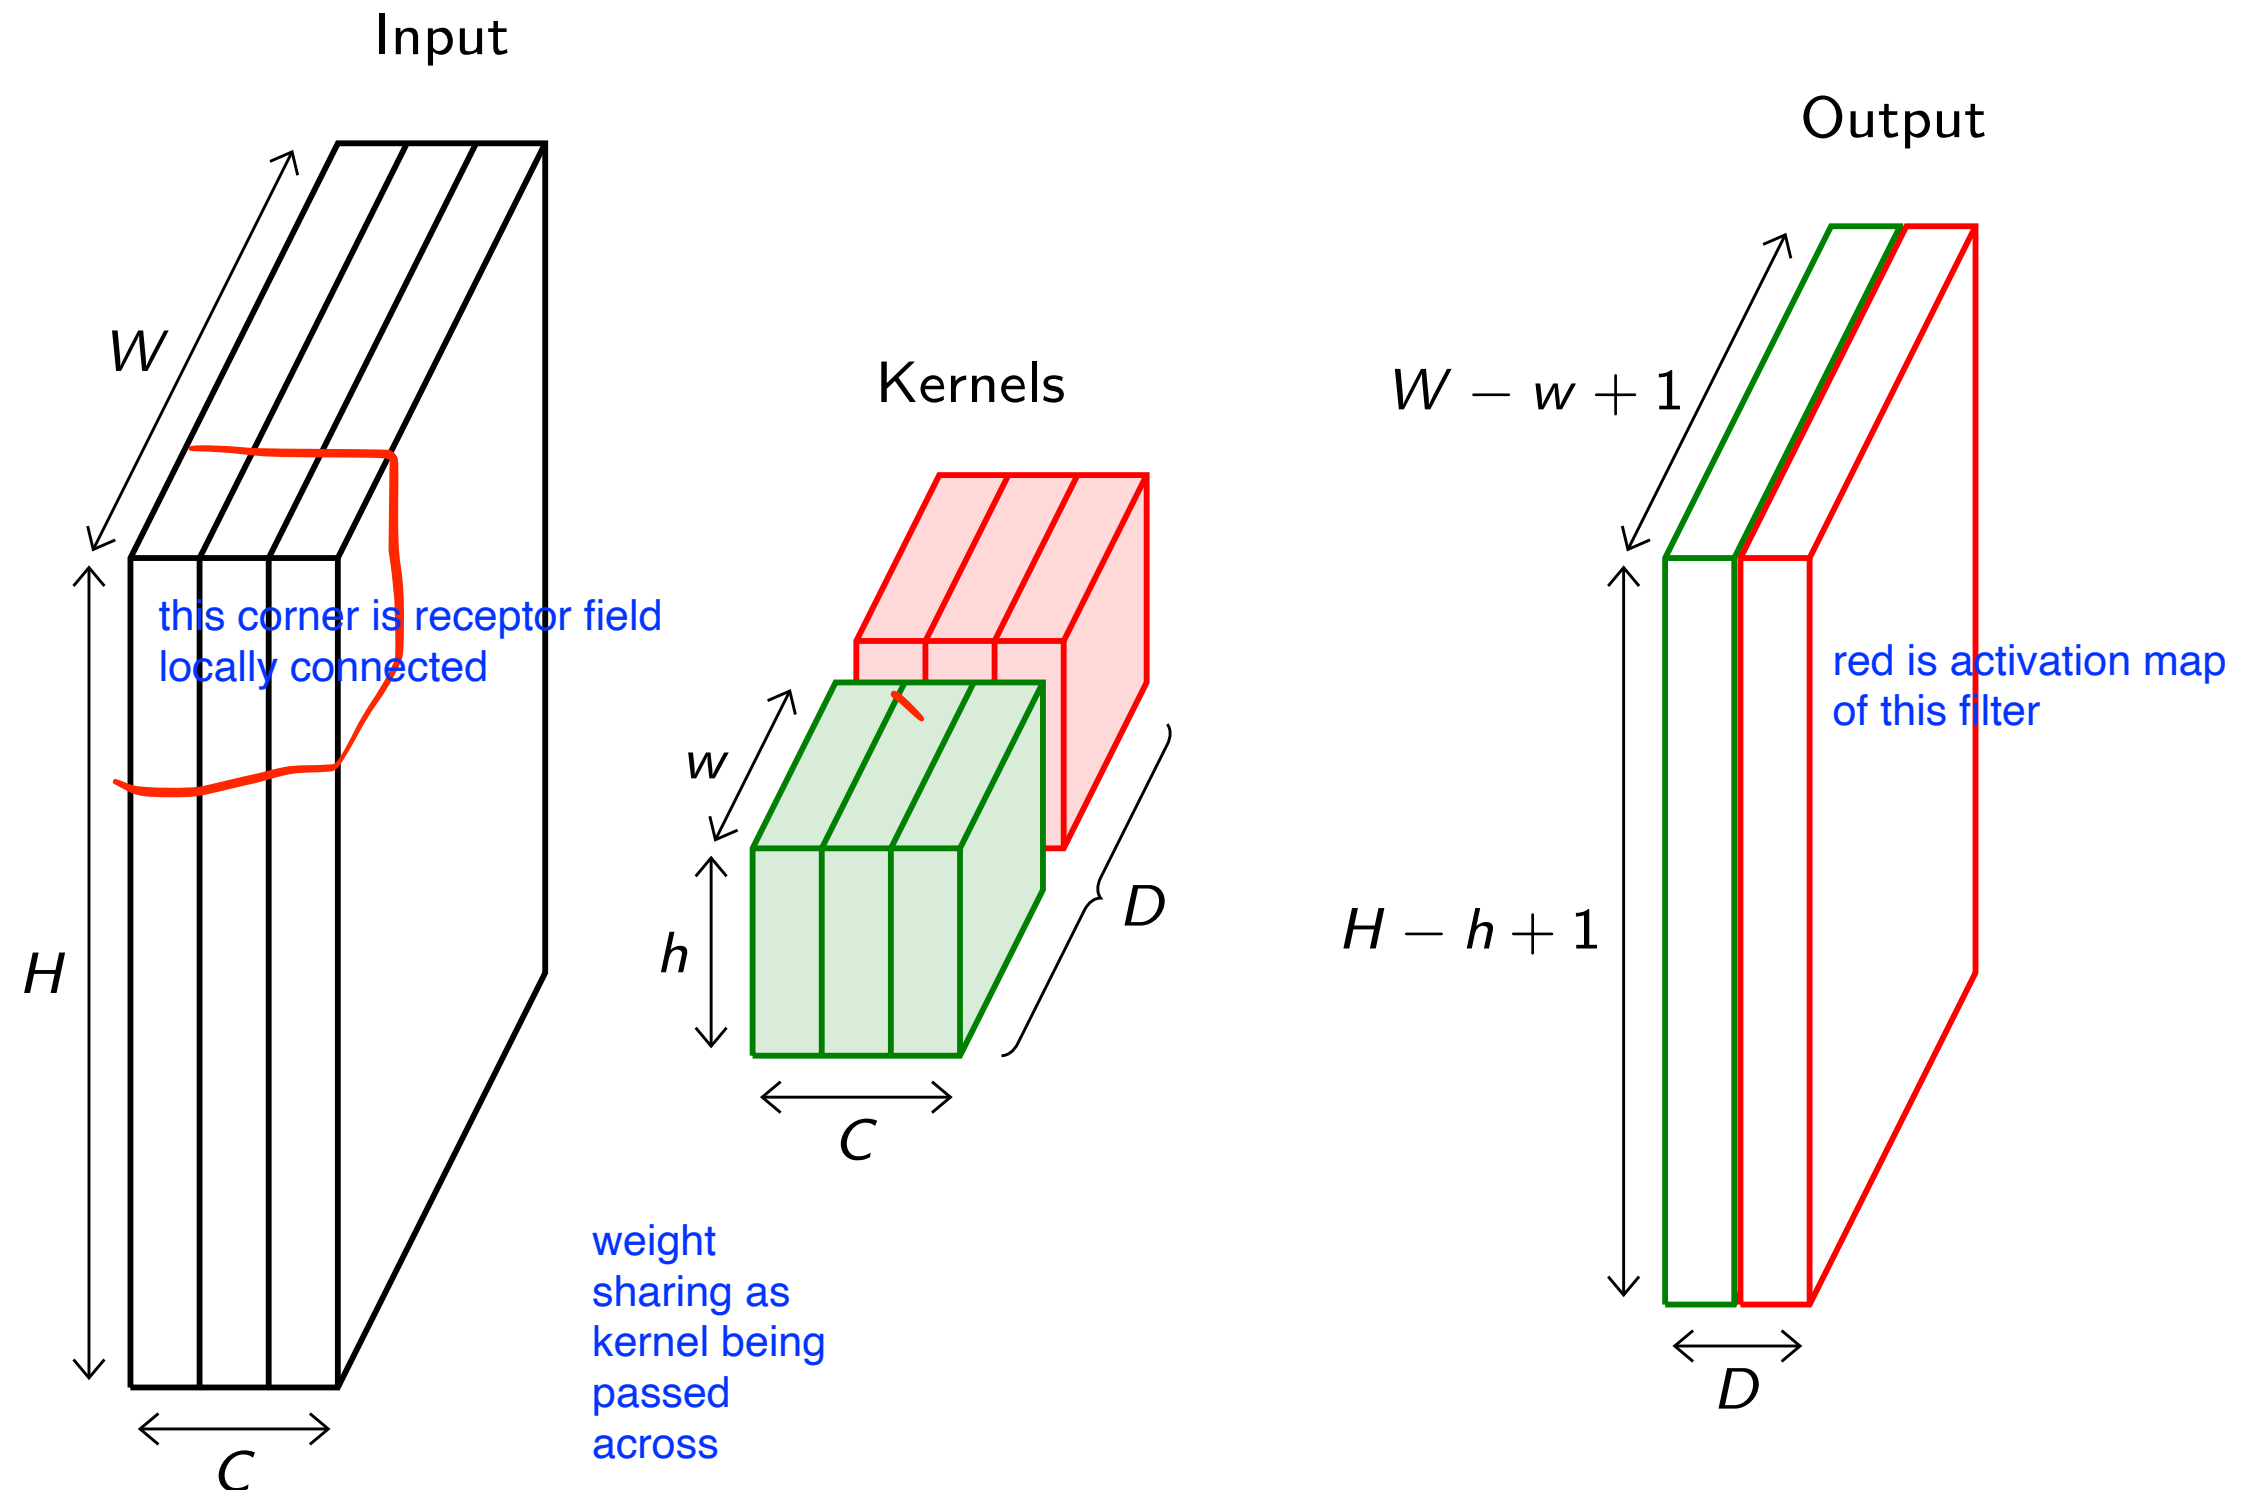 Input
Output
W
Kernels
W − w + 1
this corner is receptor field
locally connected
red is activation map
of this filter
w
D
H − h + 1
h
H
C
weight
sharing as
kernel being
passed
across
D
C